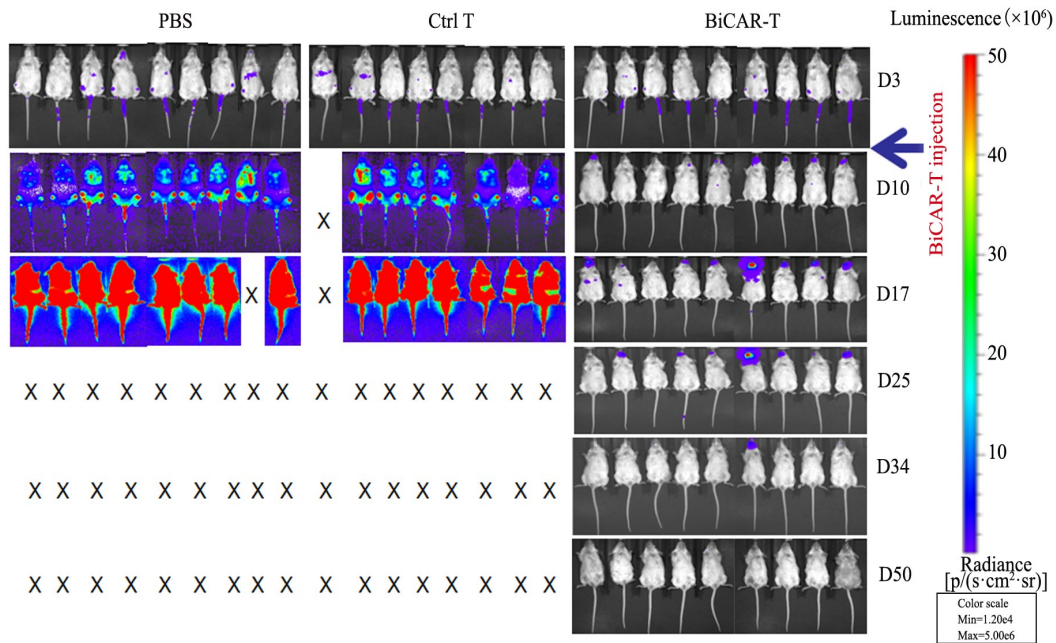 PBS Ctrl T BiCAR-T Luminescence (×10⁶)
D3
X D10
X X D17
X X X X X X X X X X X X X X X X X D25
X X X X X X X X X X X X X X X X X D34
X X X X X X X X X X X X X X X X X D50
BiCAR-T injection
50
40
30
20
10
Radiance
[p/(s·cm²·sr)]
Color scale
Min=1.20e4
Max=5.00e6